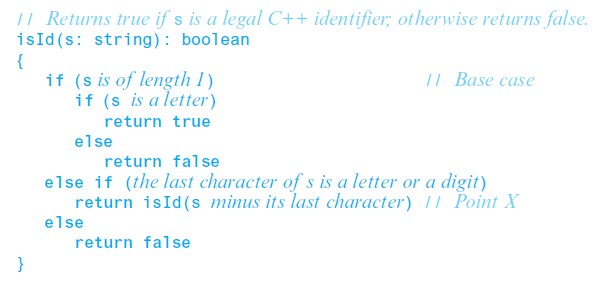 // Returns true if s is a legal C++ identifier, otherwise returns false.
isId(s: string): boolean
{
   if (s is of length 1)                      // Base case
      if (s is a letter)
         return true
      else
         return false
   else if (the last character of s is a letter or a digit)
      return isId(s minus its last character) // Point X
   else
      return false
}